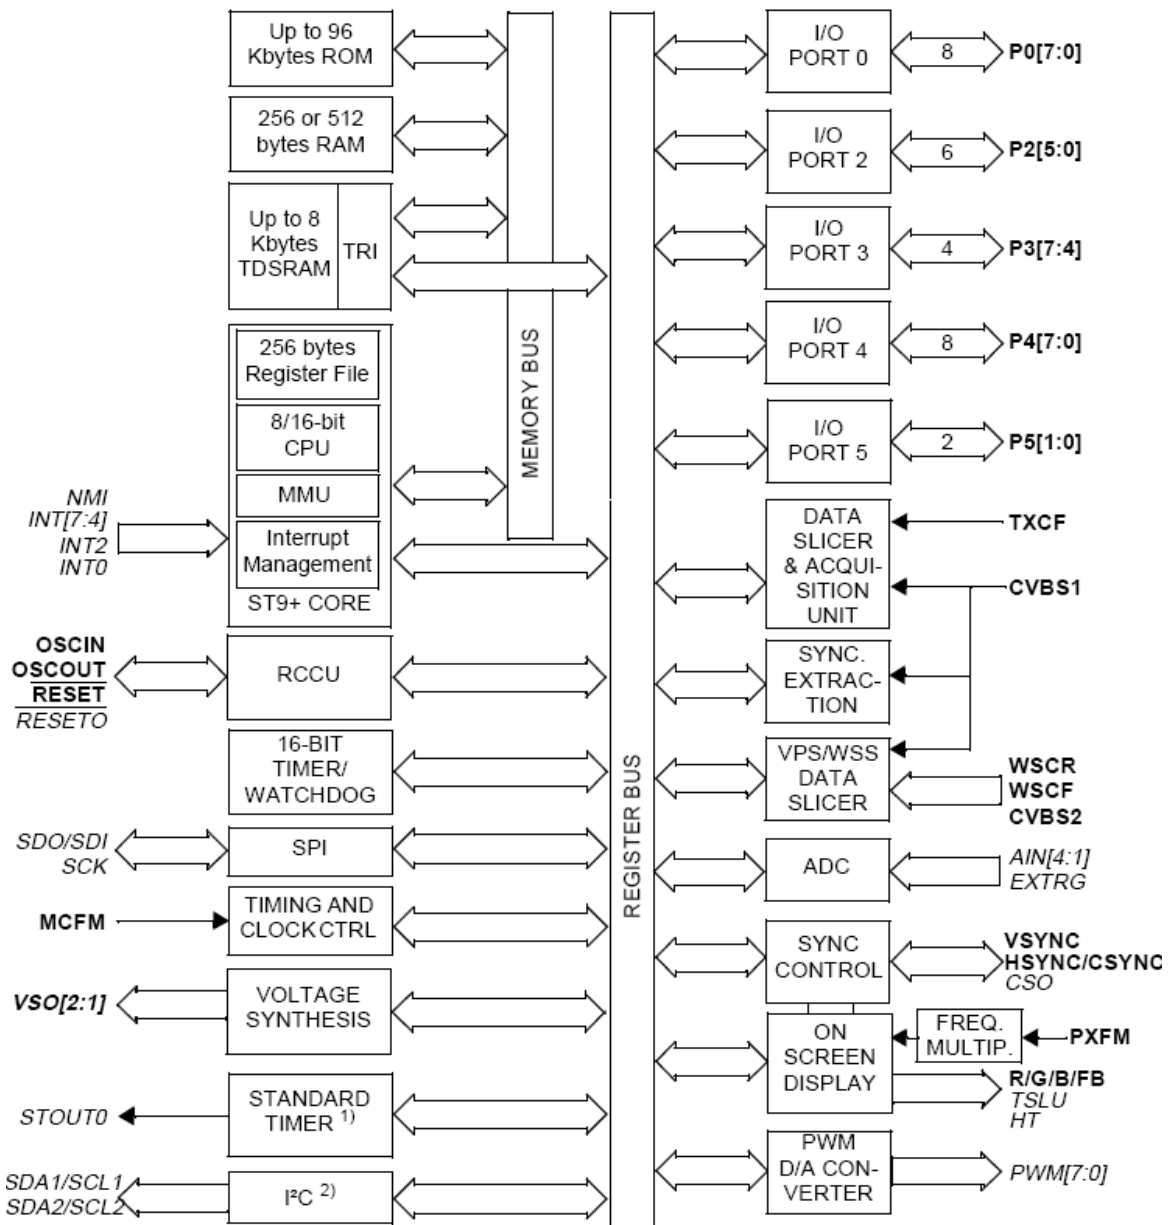 Up to 96
Kbytes ROM
256 or 512
bytes RAM
Up to 8
Kbytes
TDSRAM
TRI
256 bytes
Register File
8/16-bit
CPU
MMU
Interrupt
Management
ST9+ CORE
NMI
INT[7:4]
INT2
INT0
OSCIN
OSCOUT
RESET
RESETO
RCCU
16-BIT
TIMER/
WATCHDOG
SDO/SDI
SCK
SPI
MCFM
TIMING AND
CLOCK CTRL
VSO[2:1]
VOLTAGE
SYNTHESIS
STOUT0
STANDARD
TIMER 1)
SDA1/SCL1
SDA2/SCL2
I²C 2)
MEMORY BUS
REGISTER BUS
I/O
PORT 0
8
P0[7:0]
I/O
PORT 2
6
P2[5:0]
I/O
PORT 3
4
P3[7:4]
I/O
PORT 4
8
P4[7:0]
I/O
PORT 5
2
P5[1:0]
DATA
SLICER
& ACQUI-
SITION
UNIT
TXCF
CVBS1
SYNC.
EXTRAC-
TION
VPS/WSS
DATA
SLICER
WSCR
WSCF
CVBS2
ADC
AIN[4:1]
EXTRG
SYNC
CONTROL
VSYNC
HSYNC/CSYNC
CSO
ON
SCREEN
DISPLAY
FREQ.
MULTIP.
PXFM
R/G/B/FB
TSLU
HT
PWM
D/A CON-
VERTER
PWM[7:0]